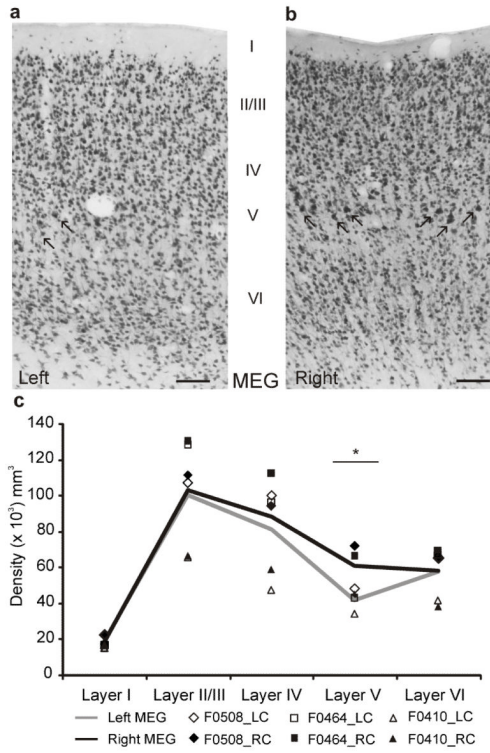 a
b
I
II/III
IV
V
VI
Left
MEG
Right
c
140
120
100
80
60
40
20
0
Density (x 10³) mm³
*
Layer I Layer II/III Layer IV Layer V Layer VI
Left MEG F0508_LC F0464_LC F0410_LC
Right MEG F0508_RC F0464_RC F0410_RC